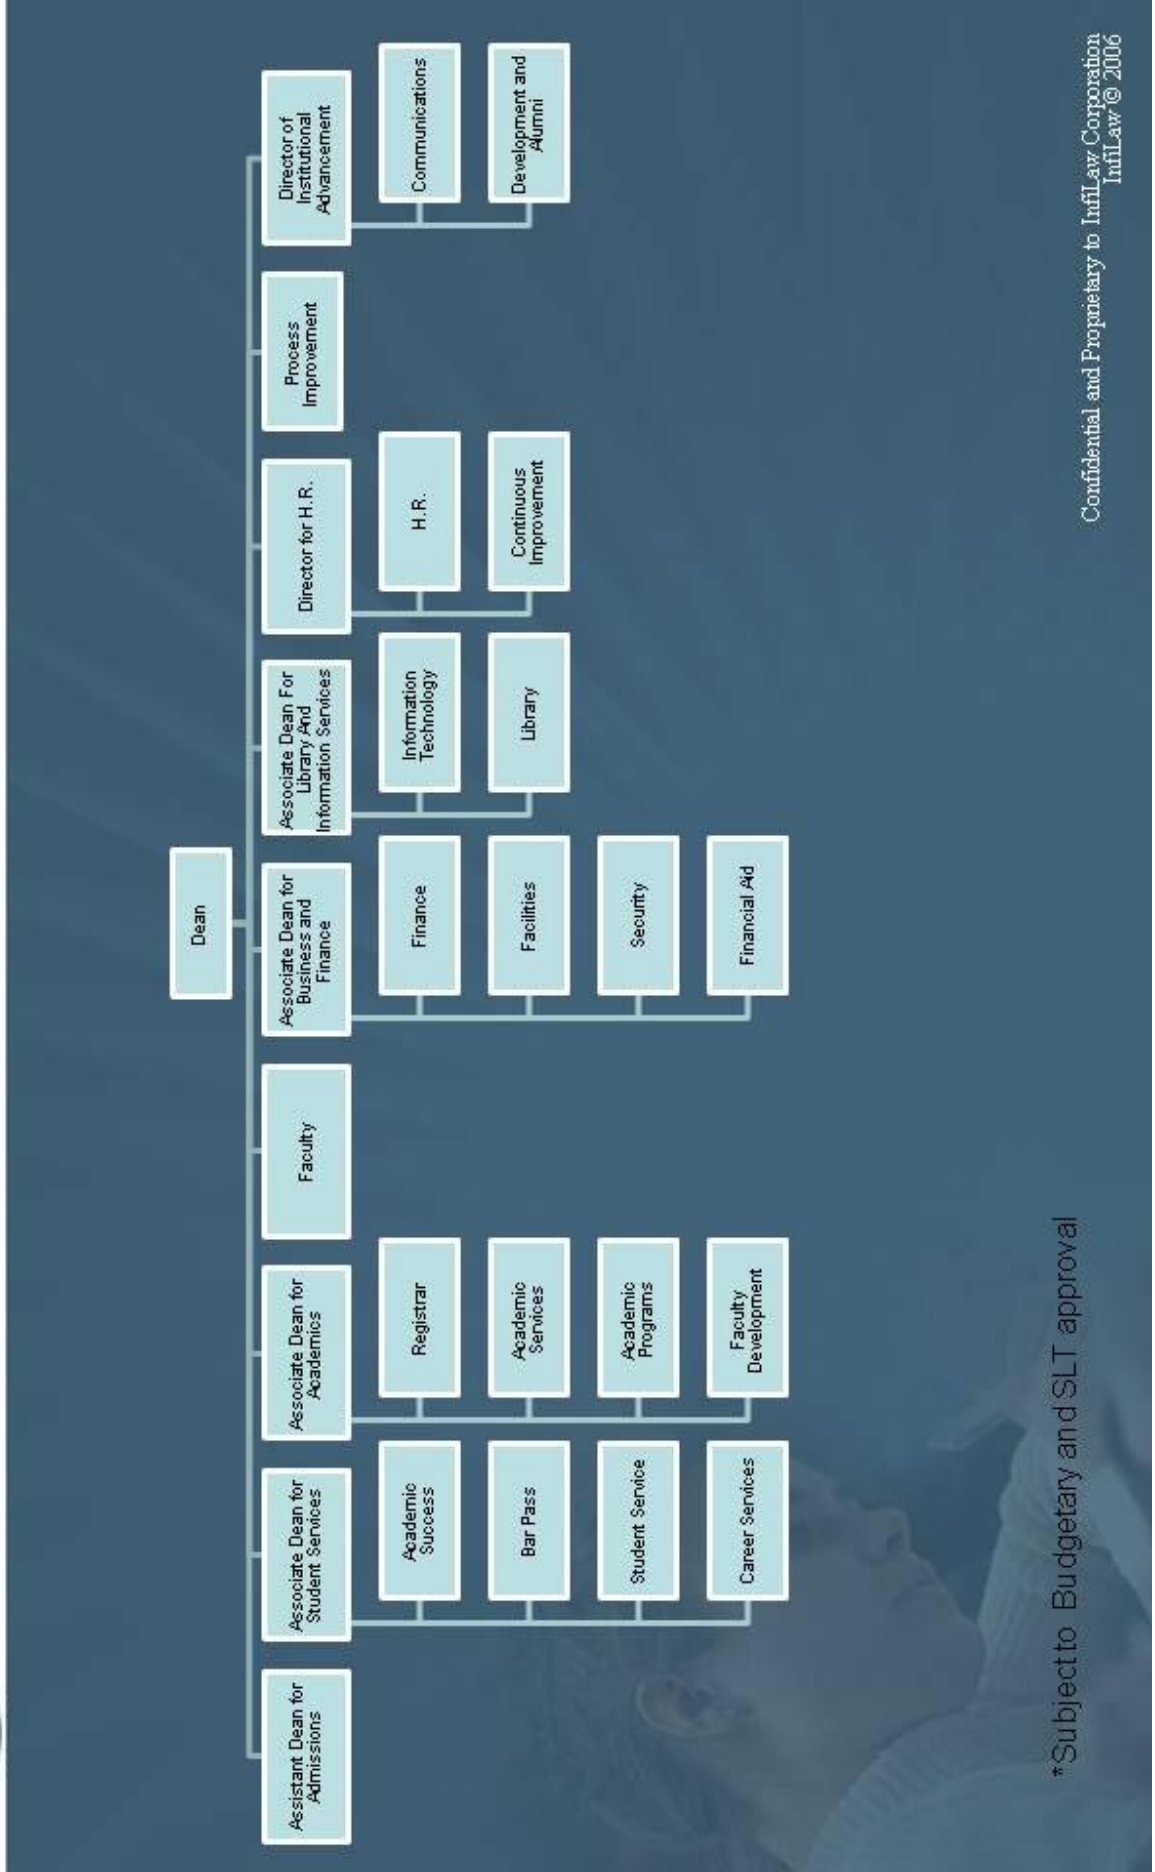 Dean
Assistant Dean for
Admissions
Associate Dean for
Student Services
Academic
Success
Bar Pass
Student Service
Career Services
Associate Dean for
Academics
Registrar
Academic
Services
Academic
Programs
Faculty
Development
Faculty
Associate Dean for
Business and
Finance
Finance
Facilities
Security
Financial Aid
Associate Dean For
Library And
Information Services
Information
Technology
Library
Director for H.R.
H.R.
Continuous
Improvement
Process
Improvement
Director of
Institutional
Advancement
Communications
Development and
Alumni
*Subject to Budgetary and SLT approval
Confidential and Proprietary to InfiLaw Corporation
InfiLaw © 2006